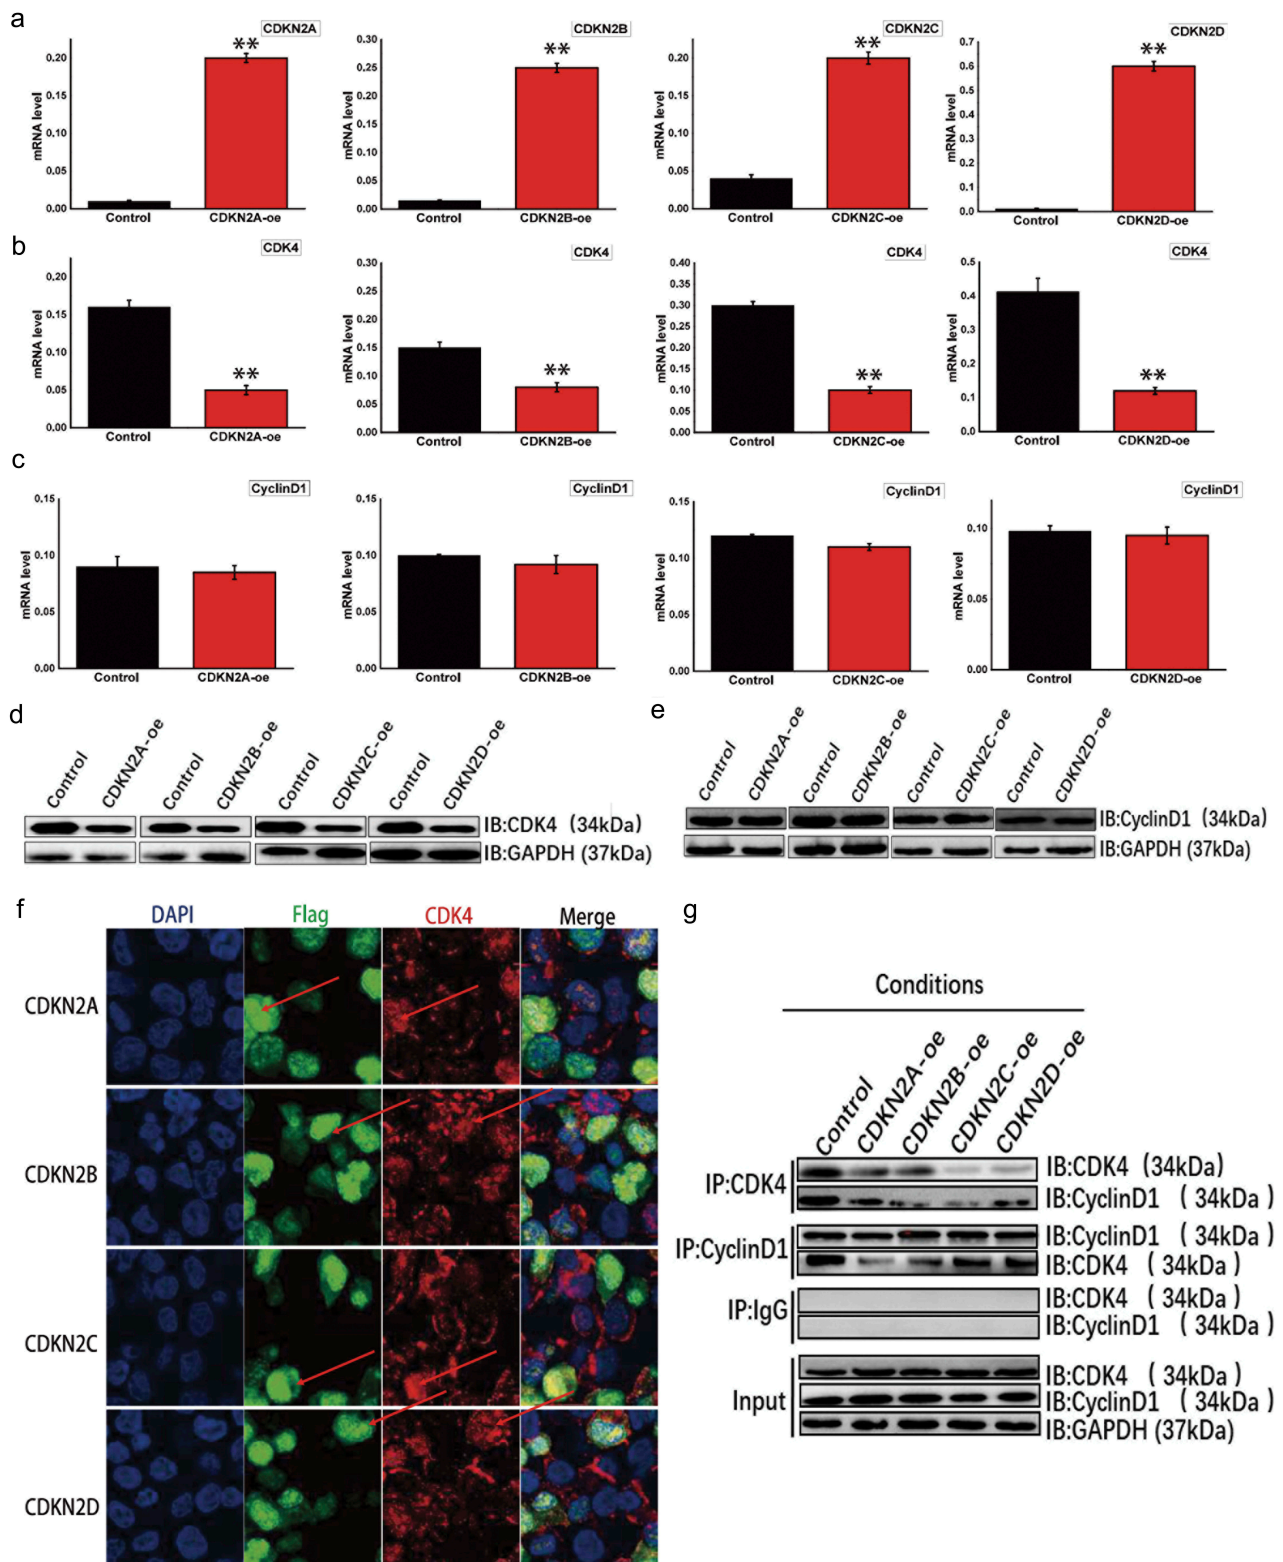 a
CDKN2A
**
mRNA level
0.20
0.15
0.10
0.05
0.00
Control
CDKN2A-oe
CDKN2B
**
mRNA level
0.30
0.25
0.20
0.15
0.10
0.05
0.00
Control
CDKN2B-oe
CDKN2C
**
mRNA level
0.20
0.15
0.10
0.05
0.00
Control
CDKN2C-oe
CDKN2D
**
mRNA level
0.7
0.6
0.5
0.4
0.3
0.2
0.1
0.0
Control
CDKN2D-oe
b
CDK4
**
mRNA level
0.20
0.15
0.10
0.05
0.00
Control
CDKN2A-oe
CDK4
**
mRNA level
0.30
0.25
0.20
0.15
0.10
0.05
0.00
Control
CDKN2B-oe
CDK4
**
mRNA level
0.40
0.35
0.30
0.25
0.20
0.15
0.10
0.05
0.00
Control
CDKN2C-oe
CDK4
**
mRNA level
0.5
0.4
0.3
0.2
0.1
0.0
Control
CDKN2D-oe
c
CyclinD1
mRNA level
0.15
0.10
0.05
0.00
Control
CDKN2A-oe
CyclinD1
mRNA level
0.15
0.10
0.05
0.00
Control
CDKN2B-oe
CyclinD1
mRNA level
0.15
0.10
0.05
0.00
Control
CDKN2C-oe
CyclinD1
mRNA level
0.10
0.05
0.00
Control
CDKN2D-oe
d
Control CDKN2A-oe Control CDKN2B-oe Control CDKN2C-oe Control CDKN2D-oe
IB:CDK4 (34kDa)
IB:GAPDH (37kDa)
e
Control CDKN2A-oe Control CDKN2B-oe Control CDKN2C-oe Control CDKN2D-oe
IB:CyclinD1 (34kDa)
IB:GAPDH (37kDa)
f
DAPI Flag CDK4 Merge
CDKN2A
CDKN2B
CDKN2C
CDKN2D
g
Conditions
Control CDKN2A-oe CDKN2B-oe CDKN2C-oe CDKN2D-oe
IP:CDK4
IB:CDK4 (34kDa)
IB:CyclinD1 (34kDa)
IP:CyclinD1
IB:CyclinD1 (34kDa)
IB:CDK4 (34kDa)
IP:IgG
IB:CDK4 (34kDa)
IB:CyclinD1 (34kDa)
Input
IB:CDK4 (34kDa)
IB:CyclinD1 (34kDa)
IB:GAPDH (37kDa)